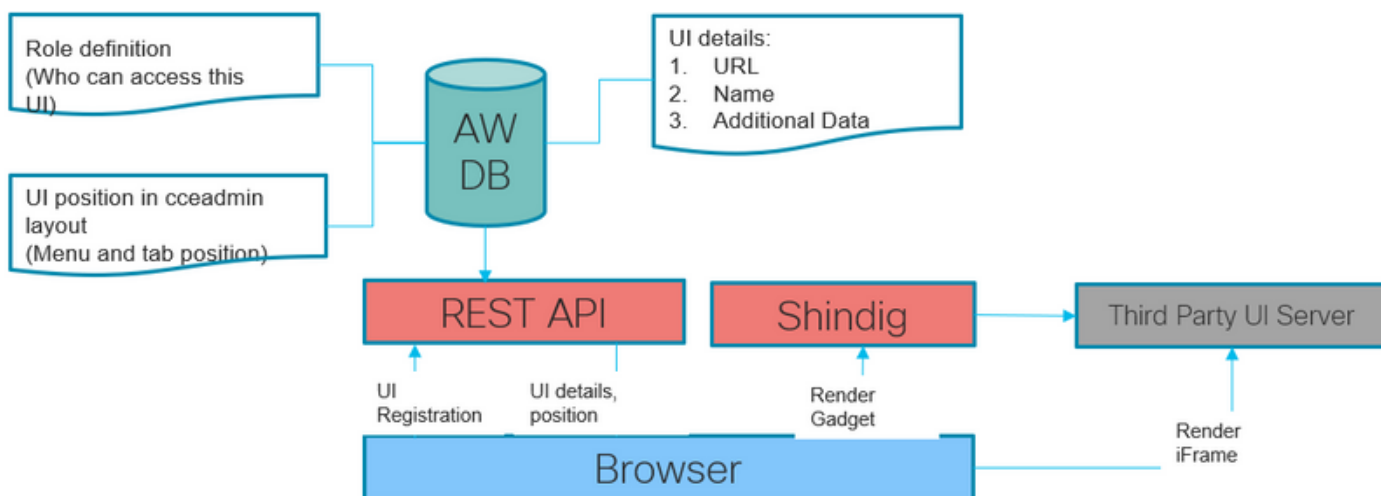 Role definition
(Who can access this
UI)
UI position in cceadmin
layout
(Menu and tab position)
AW
DB
UI details:
1. URL
2. Name
3. Additional Data
REST API
Shindig
Third Party UI Server
UI
Registration
UI details,
position
Render
Gadget
Render
iFrame
Browser